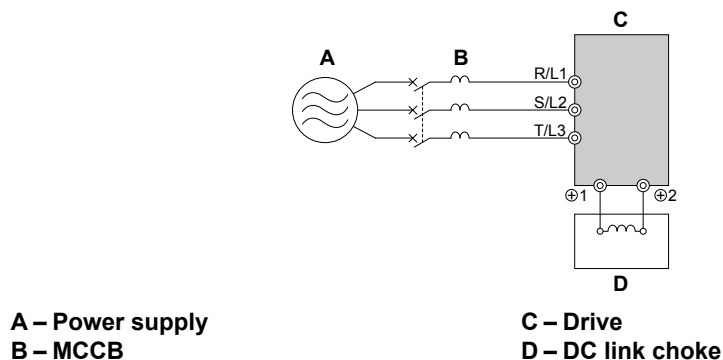 C
A
B
R/L1
S/L2
T/L3
⊕1 ⊕2
D
A – Power supply
B – MCCB
C – Drive
D – DC link choke